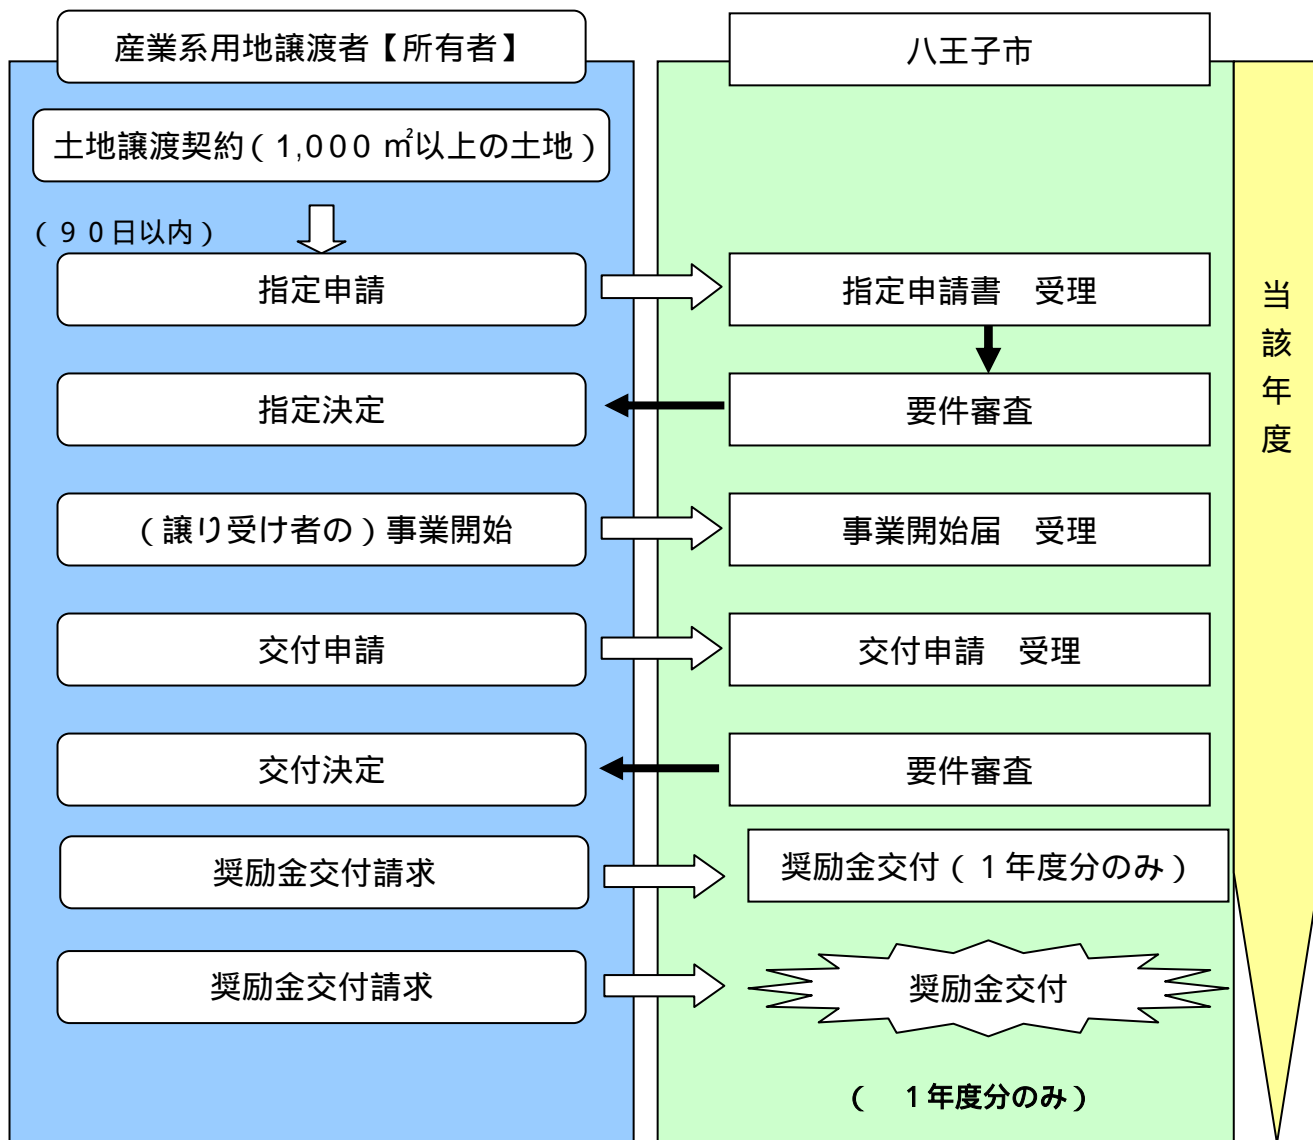 産業系用地譲渡者【所有者】
八王子市
土地譲渡契約(1,000 ㎡以上の土地)
(90日以内)
指定申請
指定申請書　受理
指定決定
要件審査
(譲り受け者の)事業開始
事業開始届　受理
交付申請
交付申請　受理
交付決定
要件審査
奨励金交付請求
奨励金交付(1年度分のみ)
奨励金交付請求
奨励金交付
(　1年度分のみ)
当該年度